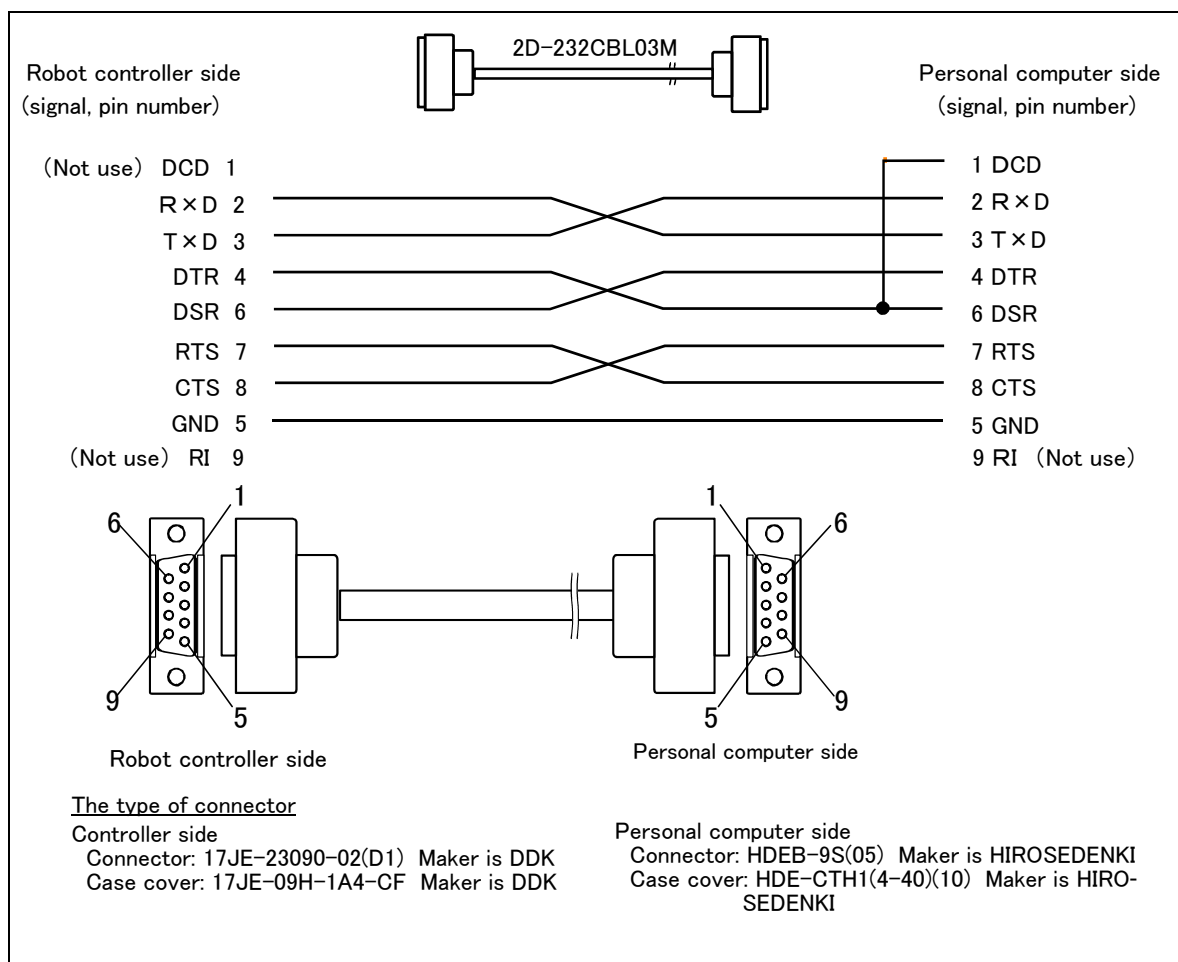 2D-232CBL03M
Robot controller side
(signal, pin number)
Personal computer side
(signal, pin number)
(Not use) DCD 1
1 DCD
R×D 2
2 R×D
T×D 3
3 T×D
DTR 4
4 DTR
DSR 6
6 DSR
RTS 7
7 RTS
CTS 8
8 CTS
GND 5
5 GND
(Not use) RI 9
9 RI (Not use)
1
6
9
5
1
6
5
9
Robot controller side
Personal computer side
The type of connector
Controller side
Connector: 17JE-23090-02(D1) Maker is DDK
Case cover: 17JE-09H-1A4-CF Maker is DDK
Personal computer side
Connector: HDEB-9S(05) Maker is HIROSEDENKI
Case cover: HDE-CTH1(4-40)(10) Maker is HIRO-
SEDENKI